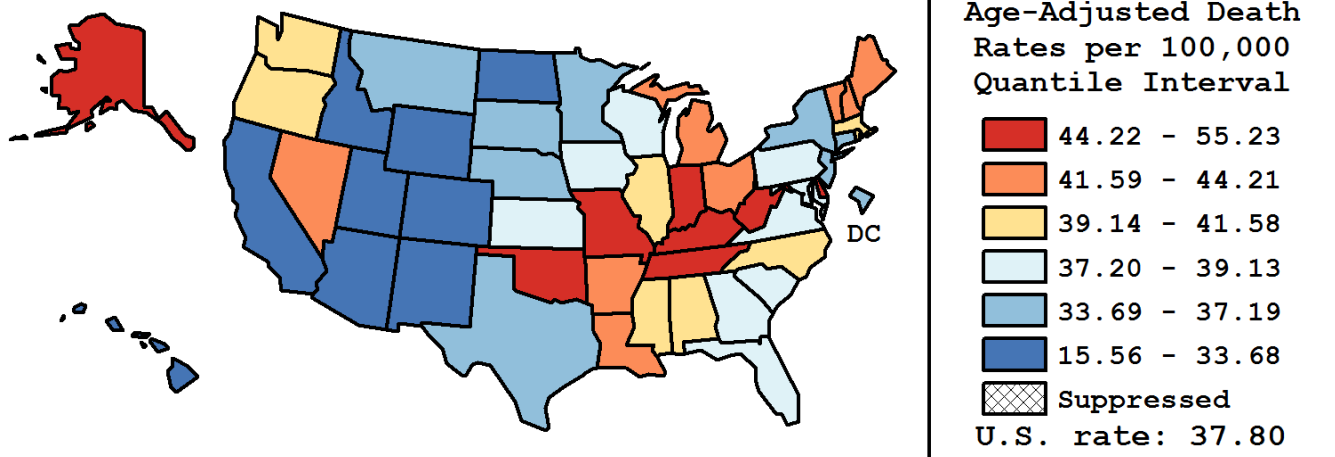 Age-Adjusted Death
Rates per 100,000
Quantile Interval
44.22 - 55.23
41.59 - 44.21
39.14 - 41.58
37.20 - 39.13
33.69 - 37.19
15.56 - 33.68
Suppressed
U.S. rate: 37.80
DC